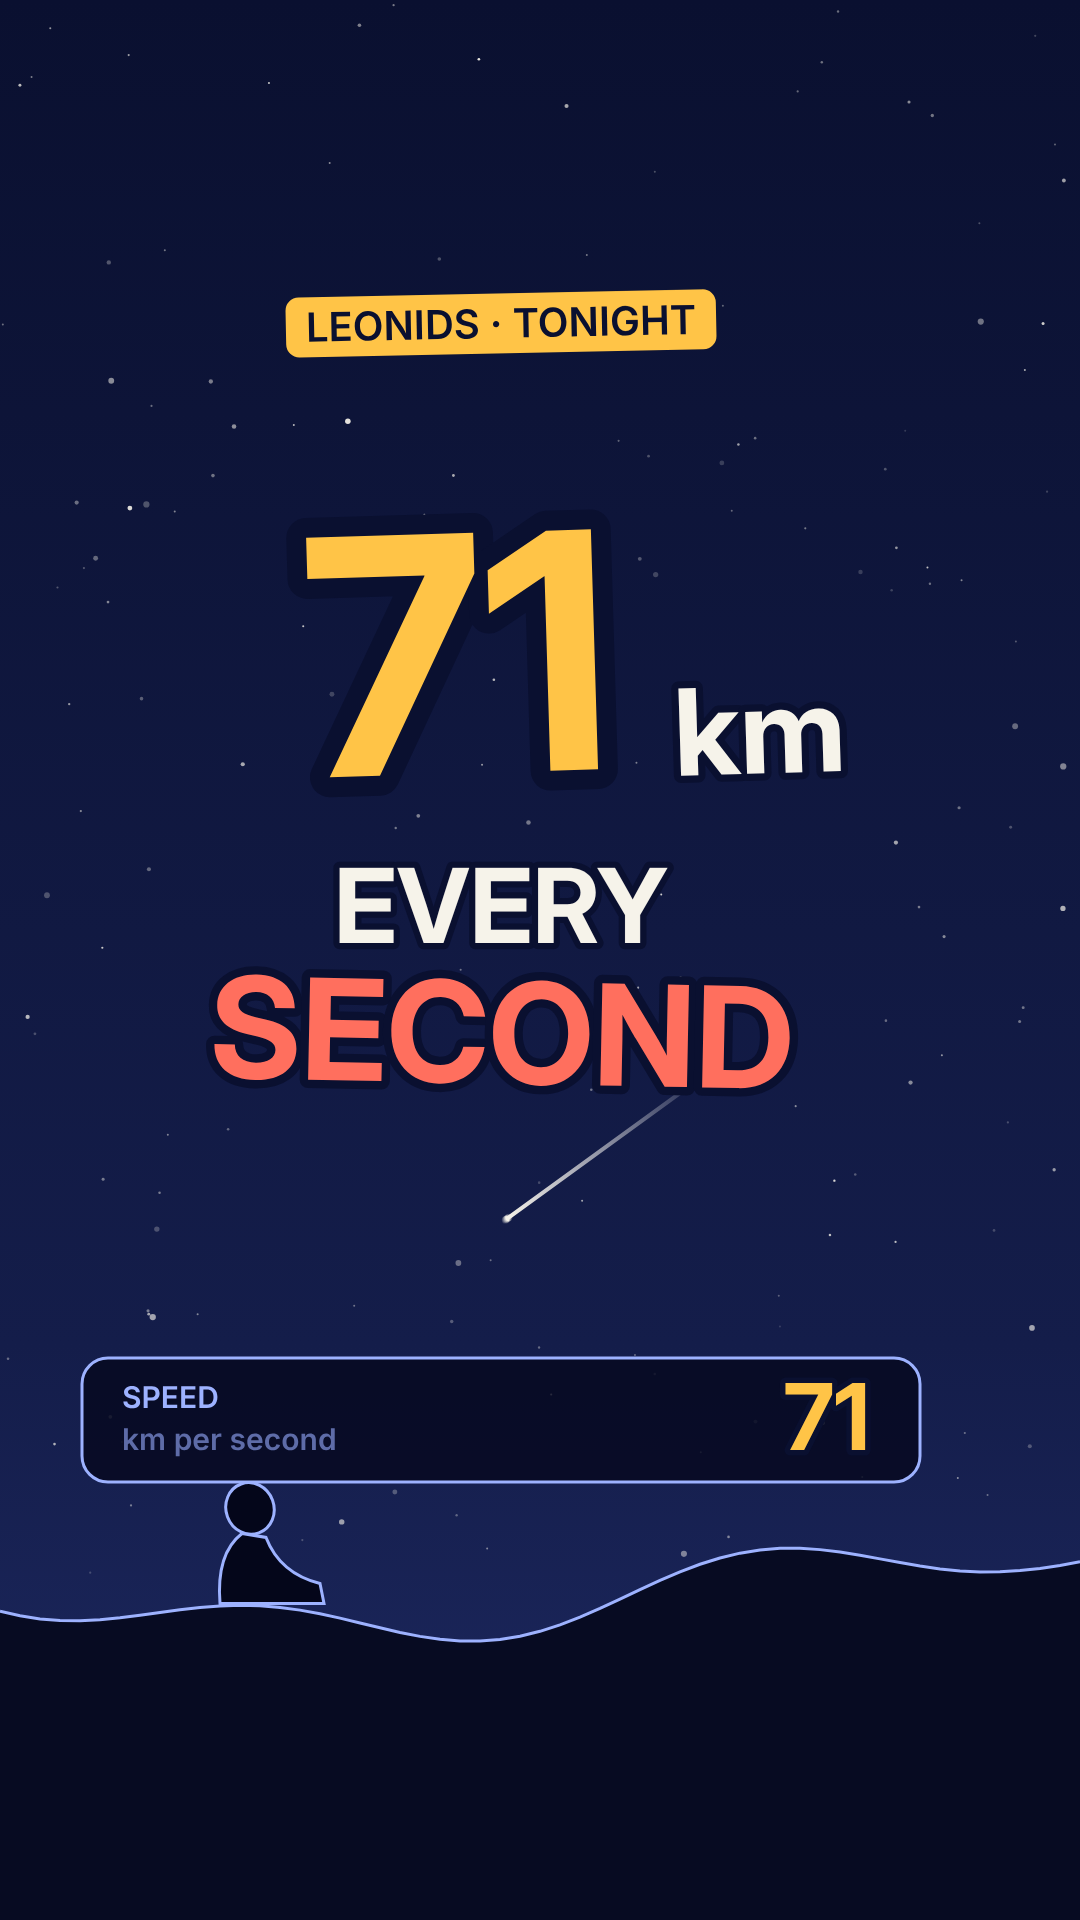 LEONIDS · TONIGHT
71 km
EVERY
SECOND
SPEED
km per second
71